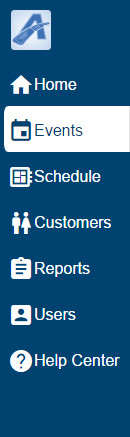 Home
Events
Schedule
Customers
Reports
Users
Help Center